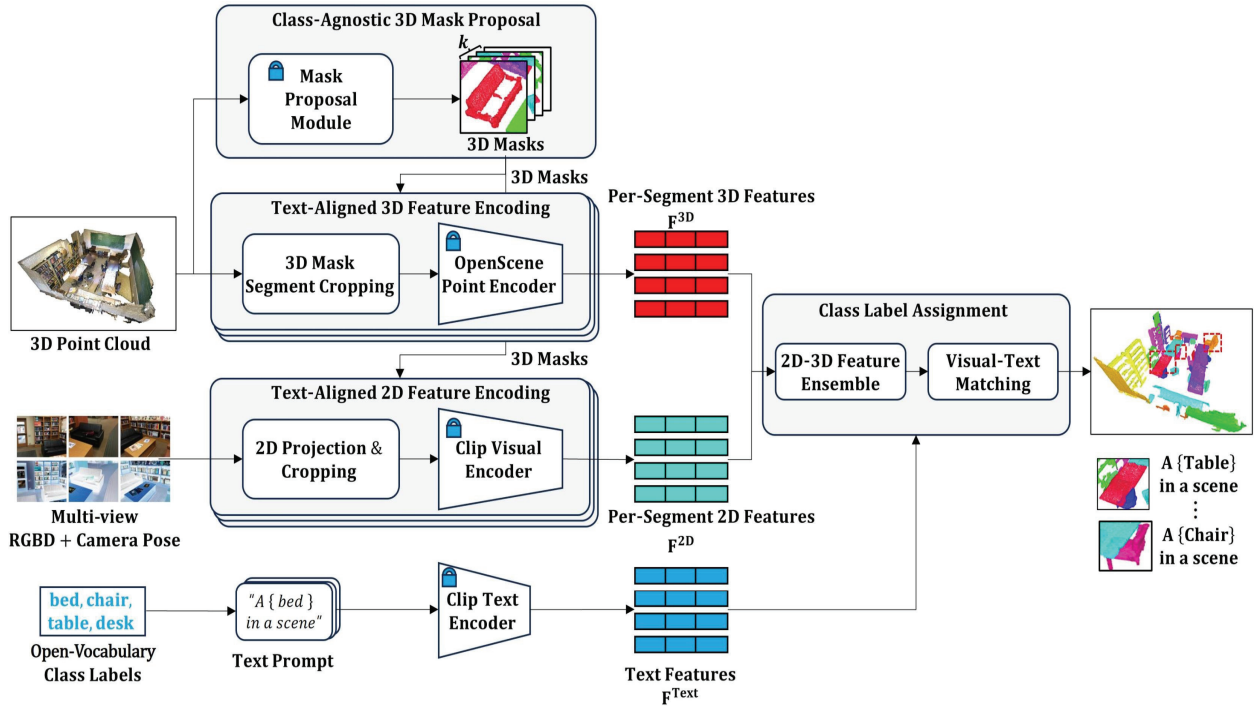 Class-Agnostic 3D Mask Proposal
Mask
Proposal
Module
k
3D Masks
3D Masks
Text-Aligned 3D Feature Encoding
3D Mask
Segment Cropping
OpenScene
Point Encoder
Per-Segment 3D Features
F^3D
3D Point Cloud
3D Masks
Text-Aligned 2D Feature Encoding
2D Projection &
Cropping
Clip Visual
Encoder
Per-Segment 2D Features
F^2D
Multi-view
RGBD + Camera Pose
Class Label Assignment
2D-3D Feature
Ensemble
Visual-Text
Matching
A {Table}
in a scene
⋮
A {Chair}
in a scene
bed, chair,
table, desk
Open-Vocabulary
Class Labels
"A { bed }
in a scene"
Text Prompt
Clip Text
Encoder
Text Features
F^Text